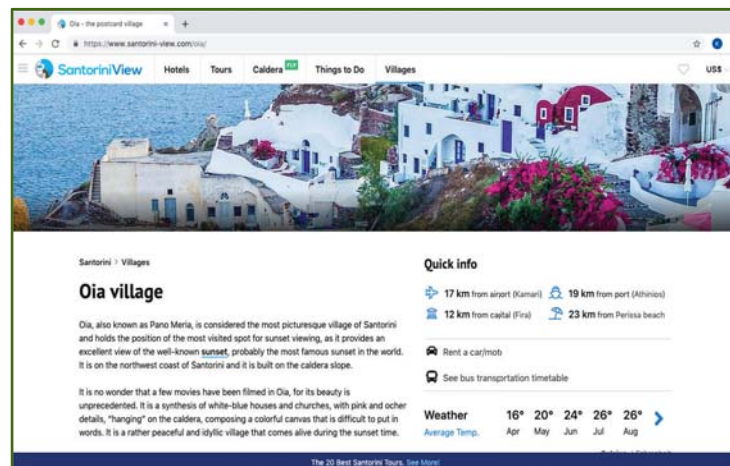 Oia - the postcard village × +
https://www.santorini-view.com/oia/
SantoriniView Hotels Tours Caldera FLY Things to Do Villages US$
Santorini > Villages
Oia village
Oia, also known as Pano Meria, is considered the most picturesque village of Santorini
and holds the position of the most visited spot for sunset viewing, as it provides an
excellent view of the well-known sunset, probably the most famous sunset in the world.
It is on the northwest coast of Santorini and it is built on the caldera slope.
It is no wonder that a few movies have been filmed in Oia, for its beauty is
unprecedented. It is a synthesis of white-blue houses and churches, with pink and ocher
details, "hanging" on the caldera, composing a colorful canvas that is difficult to put in
words. It is a rather peaceful and idyllic village that comes alive during the sunset time.
Quick info
17 km from airport (Kamari) 19 km from port (Athinios)
12 km from cajital (Fira) 23 km from Perissa beach
Rent a car/mob
See bus transprtation timetable
Weather 16° 20° 24° 26° 26°
Average Temp. Apr May Jun Jul Aug
The 20 Best Santorini Tours. See More!